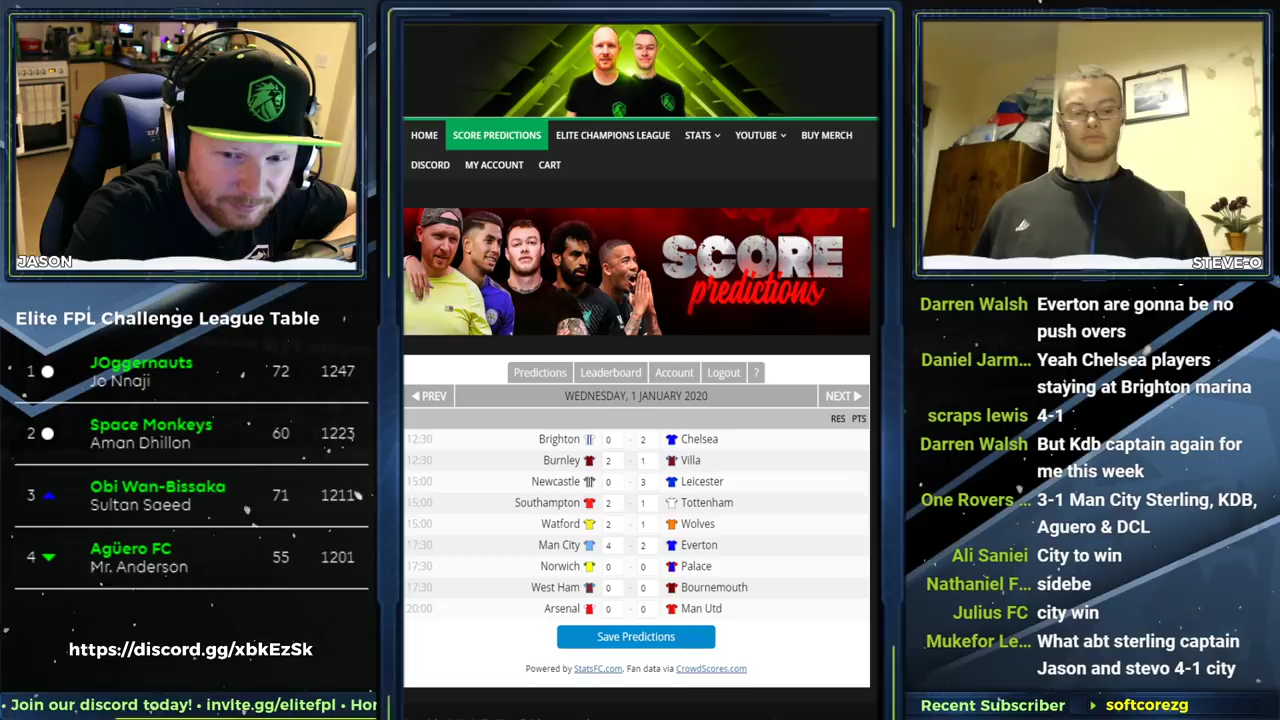 JASON
Elite FPL Challenge League Table
1 JOggernauts 72 1247
Jo Nnaji
2 Space Monkeys 60 1223
Aman Dhillon
3 Obi Wan-Bissaka 71 1211
Sultan Saeed
4 Agüero FC 55 1201
Mr. Anderson
https://discord.gg/xbkEzSk
• Join our discord today! • invite.gg/elitefpl • Hor
HOME SCORE PREDICTIONS ELITE CHAMPIONS LEAGUE STATS YOUTUBE BUY MERCH
DISCORD MY ACCOUNT CART
SCORE
predictions
Predictions Leaderboard Account Logout ?
PREV WEDNESDAY, 1 JANUARY 2020 NEXT
RES PTS
12:30 Brighton 0 - 2 Chelsea
12:30 Burnley 2 - 1 Villa
15:00 Newcastle 0 - 3 Leicester
15:00 Southampton 2 - 1 Tottenham
15:00 Watford 2 - 1 Wolves
17:30 Man City 4 - 2 Everton
17:30 Norwich 0 - 0 Palace
17:30 West Ham 0 - 0 Bournemouth
20:00 Arsenal 0 - 0 Man Utd
Save Predictions
Powered by StatsFC.com. Fan data via CrowdScores.com
STEVE-O
Darren Walsh Everton are gonna be no
push overs
Daniel Jarm... Yeah Chelsea players
staying at Brighton marina
scraps lewis 4-1
Darren Walsh But Kdb captain again for
me this week
One Rovers ... 3-1 Man City Sterling, KDB,
Aguero & DCL
Ali Saniei City to win
Nathaniel F... sidebe
Julius FC city win
Mukefor Le... What abt sterling captain
Jason and stevo 4-1 city
Recent Subscriber softcorezg